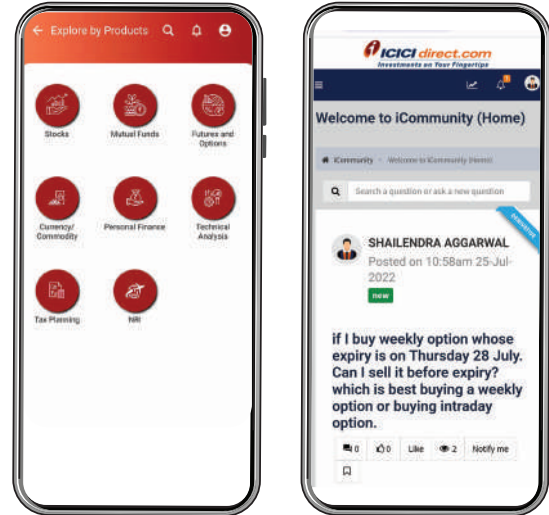 Explore by Products
Stocks
Mutual Funds
Futures and
Options
Currency/
Commodity
Personal Finance
Technical
Analysis
Tax Planning
NRI
ICICI direct.com
Investments on Your Fingertips
Welcome to iCommunity (Home)
iCommunity - Welcome to iCommunity (Home)
Search a question or ask a new question
DERIVATIVE
SHAILENDRA AGGARWAL
Posted on 10:58am 25-Jul-
2022
new
if I buy weekly option whose
expiry is on Thursday 28 July.
Can I sell it before expiry?
which is best buying a weekly
option or buying intraday
option.
0 0 Like 2 Notify me